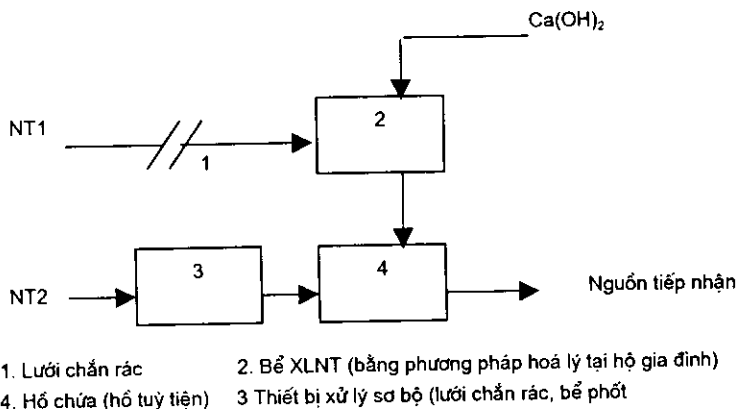 Ca(OH)₂
2
NT1
1
3
4
NT2
Nguồn tiếp nhận
1. Lưới chắn rác 2. Bể XLNT (bằng phương pháp hoá lý tại hộ gia đình)
4. Hồ chứa (hồ tuỳ tiện) 3 Thiết bị xử lý sơ bộ (lưới chắn rác, bể phốt